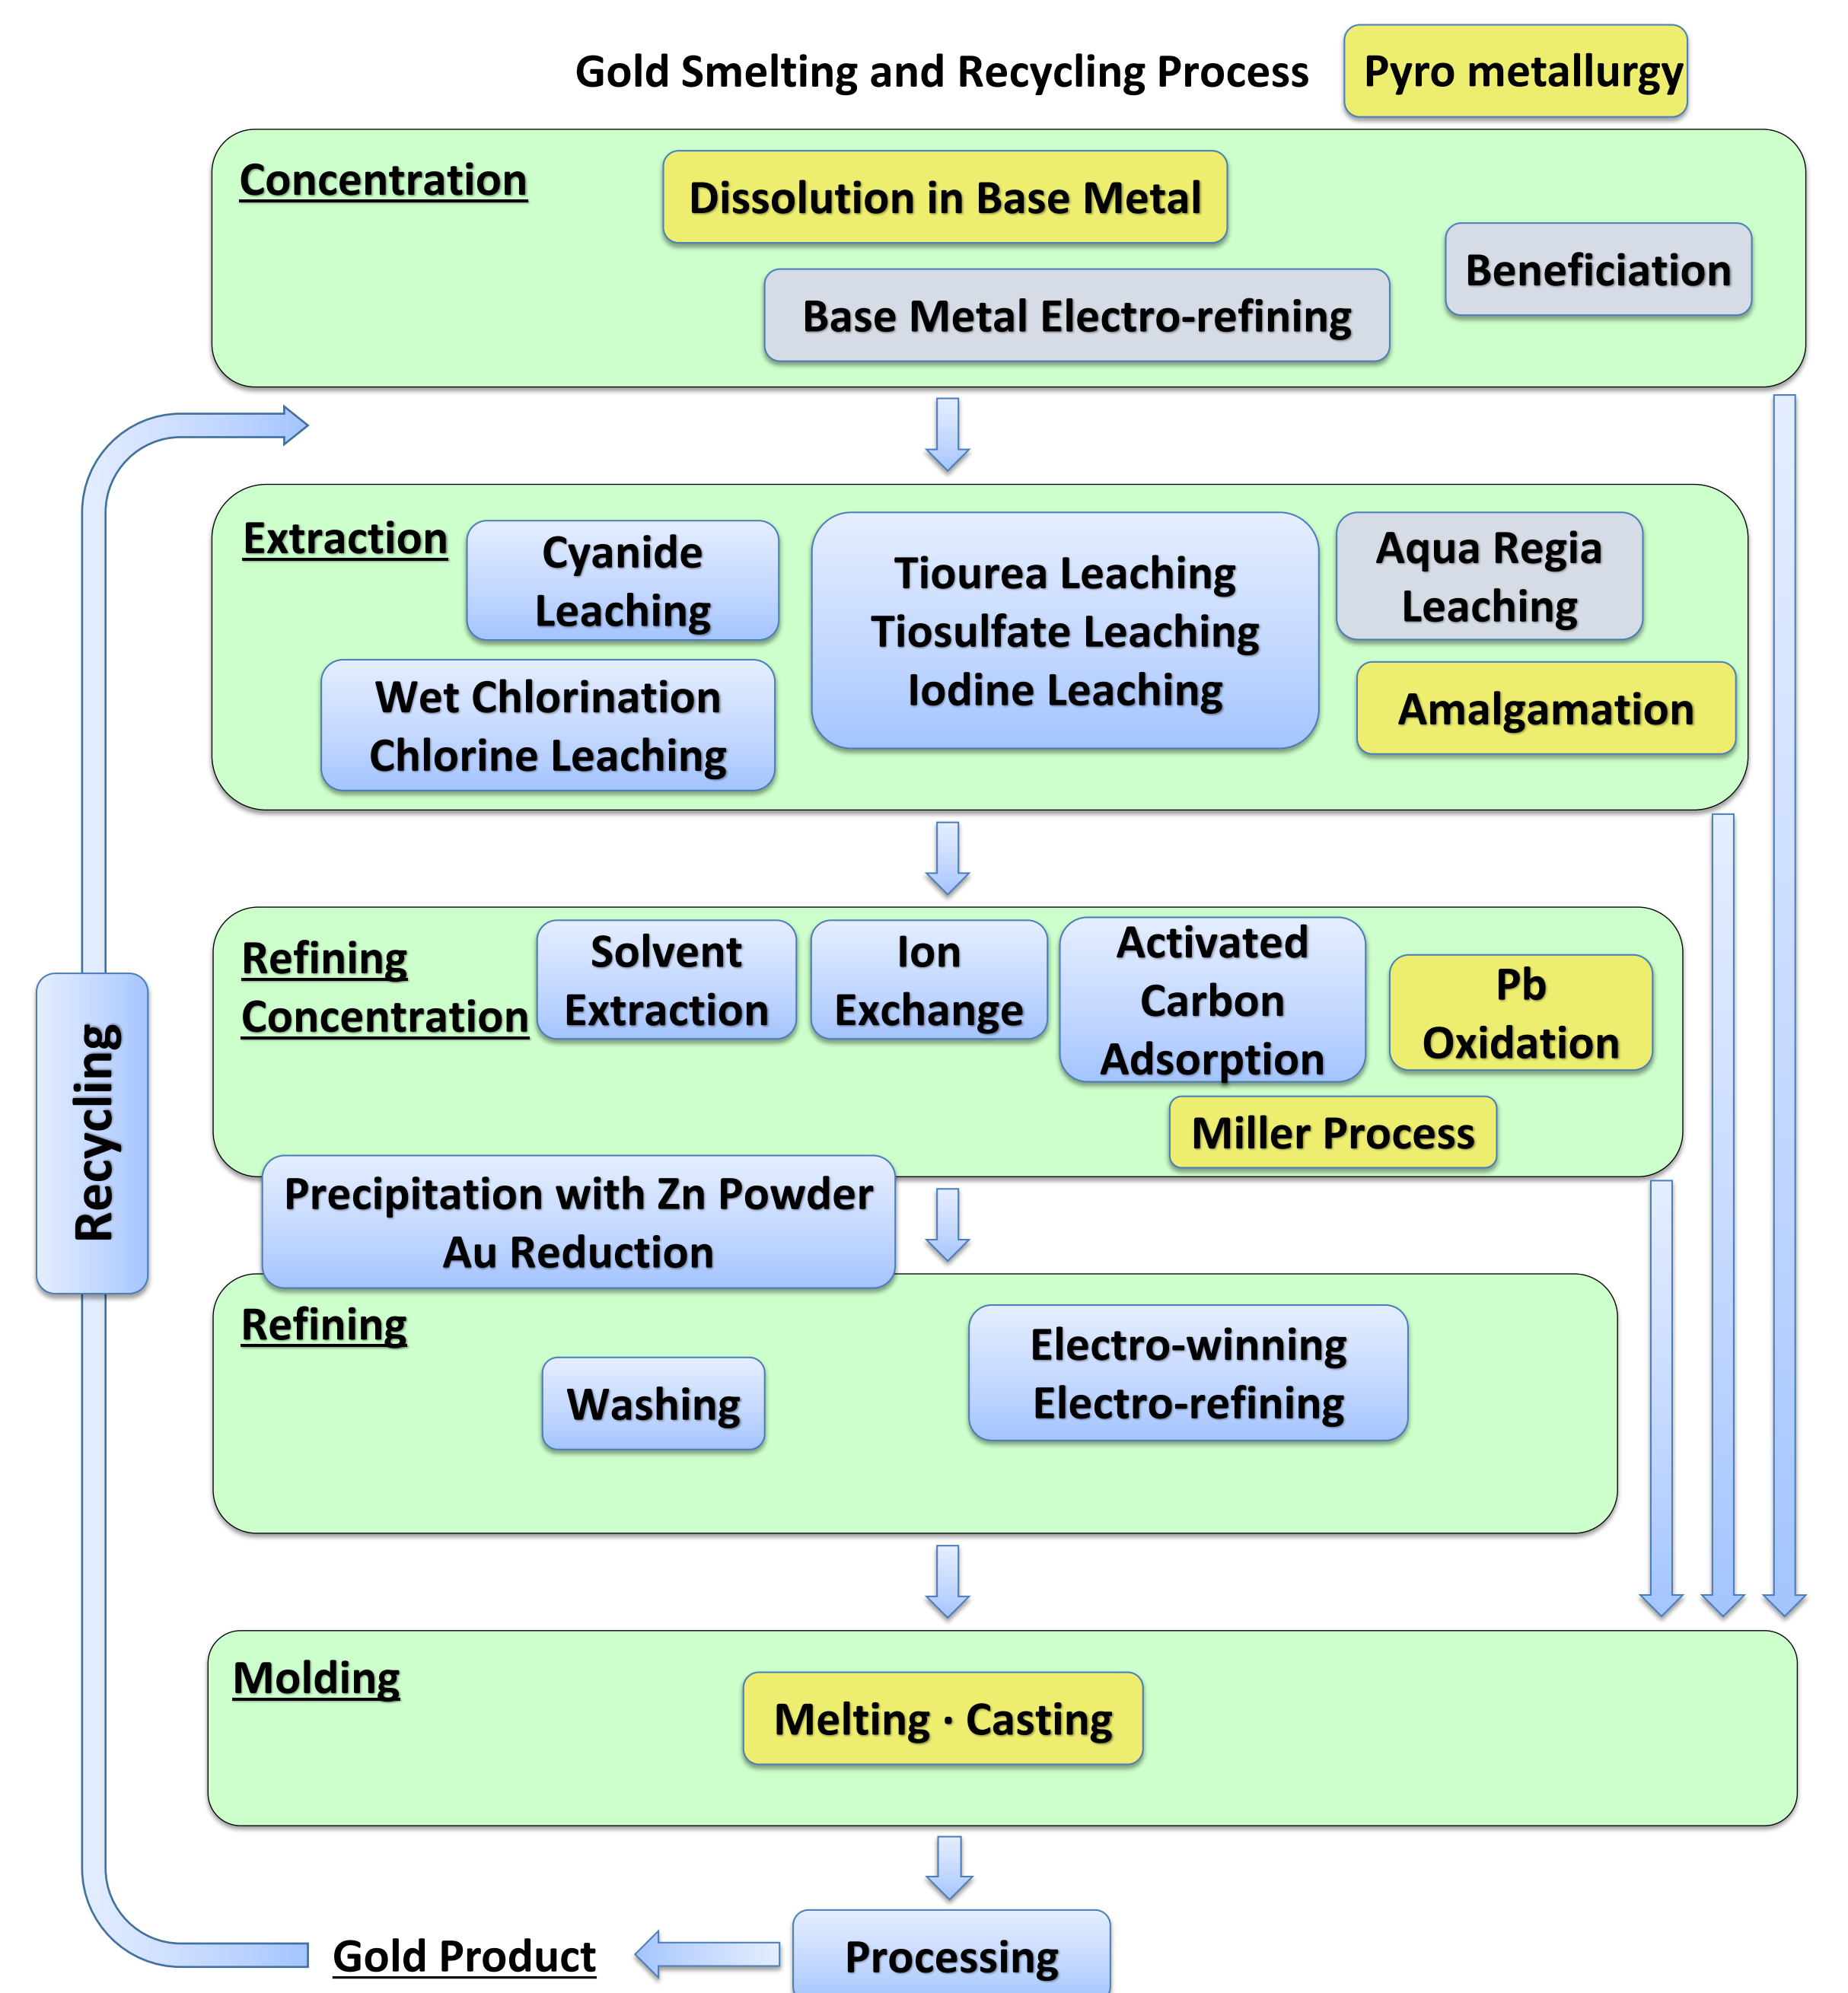 Gold Smelting and Recycling Process
Pyro metallurgy
Concentration
Dissolution in Base Metal
Beneficiation
Base Metal Electro-refining
Extraction
Cyanide
Leaching
Tiourea Leaching
Tiosulfate Leaching
Iodine Leaching
Aqua Regia
Leaching
Wet Chlorination
Chlorine Leaching
Amalgamation
Refining
Concentration
Solvent
Extraction
Ion
Exchange
Activated
Carbon
Adsorption
Pb
Oxidation
Miller Process
Precipitation with Zn Powder
Au Reduction
Recycling
Refining
Washing
Electro-winning
Electro-refining
Molding
Melting · Casting
Processing
Gold Product